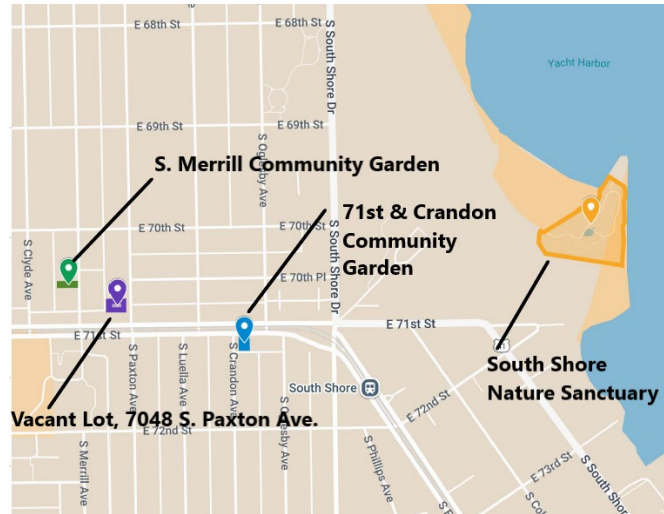 E 68th St
E 68th St
S South Shore Dr
Yacht Harbor
E 69th St
E 69th St
S Oglesby Ave
S. Merrill Community Garden
71st & Crandon
Community
Garden
E 70th St
E 70th St
S South Shore Dr
S Clyde Ave
E 70th Pl
E 71st St
E 71st St
S Paxton Ave
S Luella Ave
S Crandon Ave
South Shore
South Shore
Nature Sanctuary
Vacant Lot, 7048 S. Paxton Ave.
E 72nd St
E 72nd St
S Merrill Ave
S Phillips Ave
E 73rd St
S South Shor